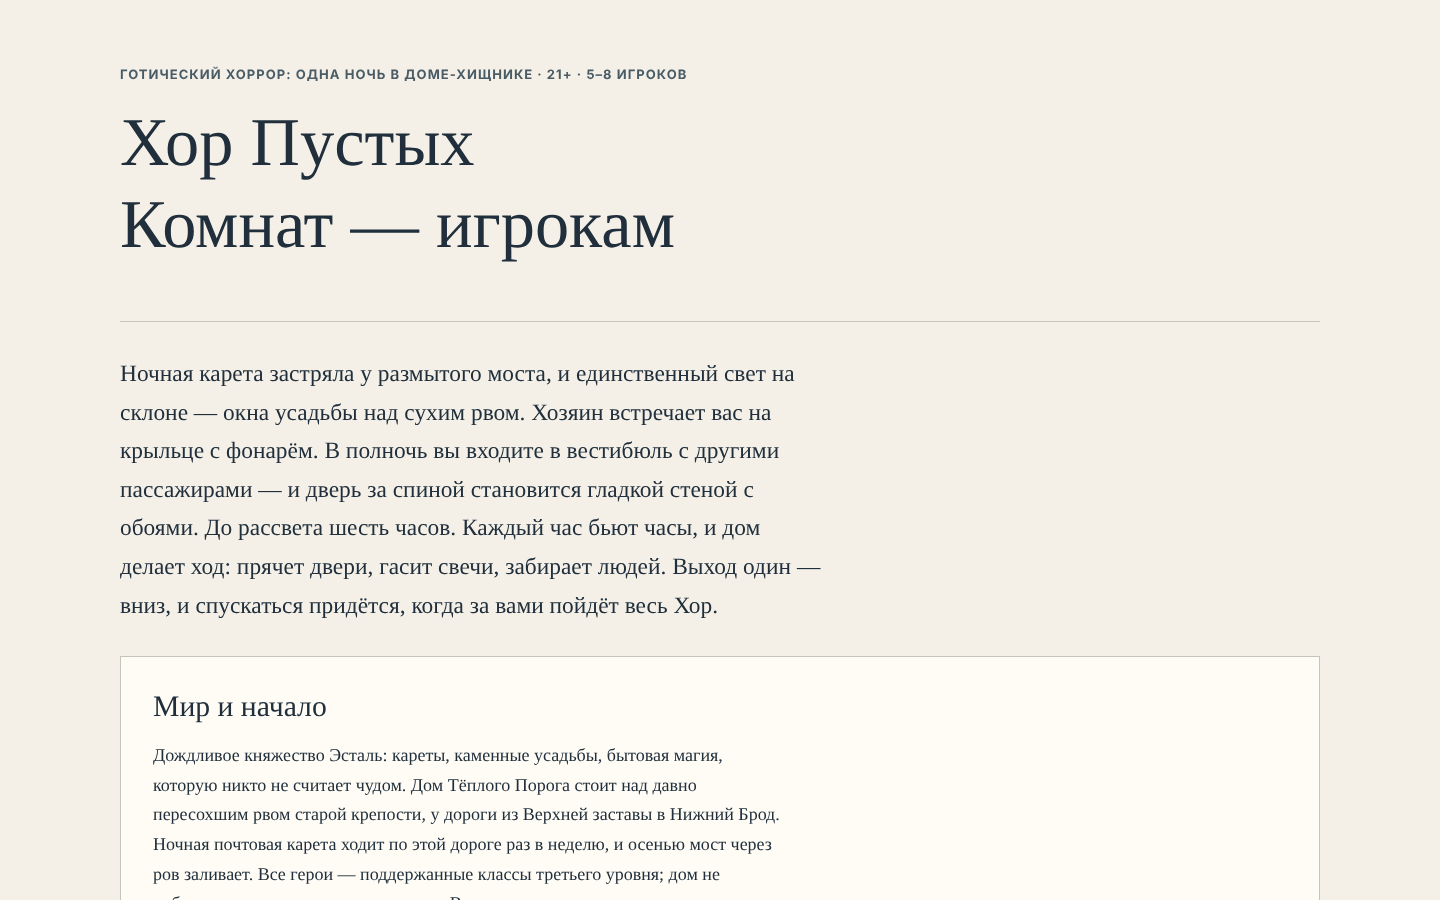 ГОТИЧЕСКИЙ ХОРРОР: ОДНА НОЧЬ В ДОМЕ-ХИЩНИКЕ · 21+ · 5–8 ИГРОКОВ
Хор Пустых
Комнат — игрокам
Ночная карета застряла у размытого моста, и единственный свет на
склоне — окна усадьбы над сухим рвом. Хозяин встречает вас на
крыльце с фонарём. В полночь вы входите в вестибюль с другими
пассажирами — и дверь за спиной становится гладкой стеной с
обоями. До рассвета шесть часов. Каждый час бьют часы, и дом
делает ход: прячет двери, гасит свечи, забирает людей. Выход один —
вниз, и спускаться придётся, когда за вами пойдёт весь Хор.
Мир и начало
Дождливое княжество Эсталь: кареты, каменные усадьбы, бытовая магия,
которую никто не считает чудом. Дом Тёплого Порога стоит над давно
пересохшим рвом старой крепости, у дороги из Верхней заставы в Нижний Брод.
Ночная почтовая карета ходит по этой дороге раз в неделю, и осенью мост через
ров заливает. Все герои — поддержанные классы третьего уровня; дом не